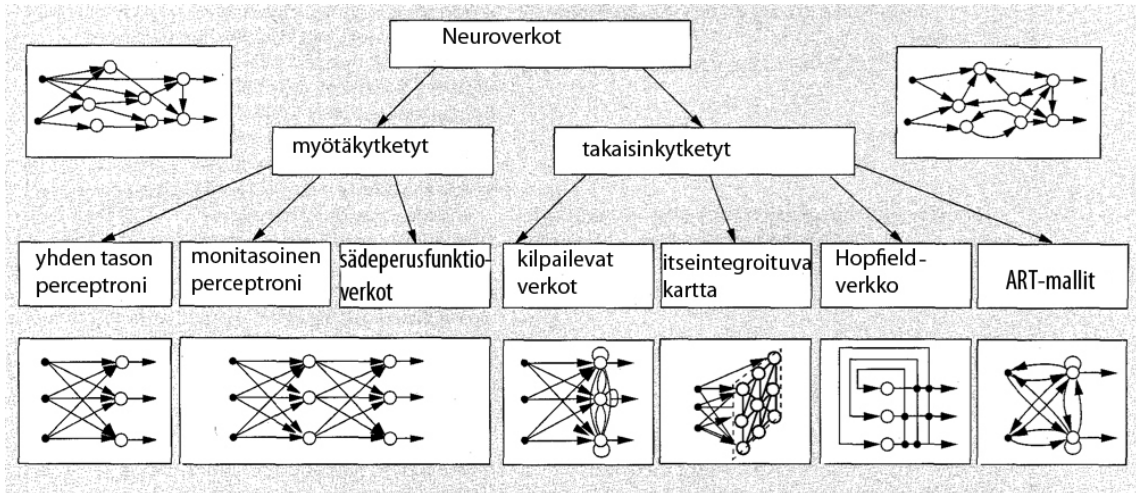 Neuroverkot
myötäkytketyt
takaisinkytketyt
yhden tason
perceptroni
monitasoinen
perceptroni
sädeperusfunktio-
verkot
kilpailevat
verkot
itseintegroituva
kartta
Hopfield-
verkko
ART-mallit